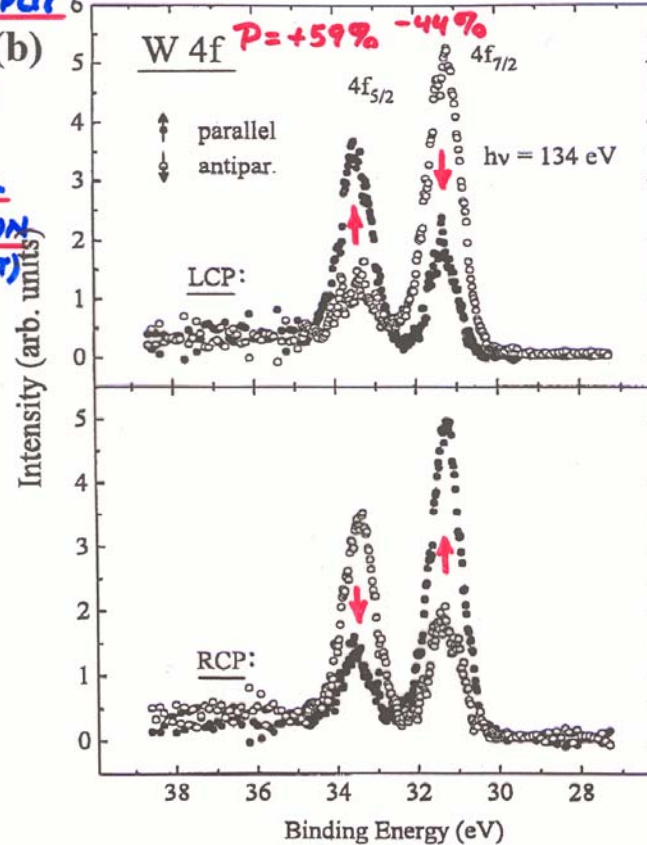 (b)
W 4f
P=+59% -44%
4f5/2
4f7/2
parallel
antipar.
hν = 134 eV
LCP:
RCP:
Intensity (arb. units)
6
5
4
3
2
1
0
5
4
3
2
1
0
38 36 34 32 30 28
Binding Energy (eV)